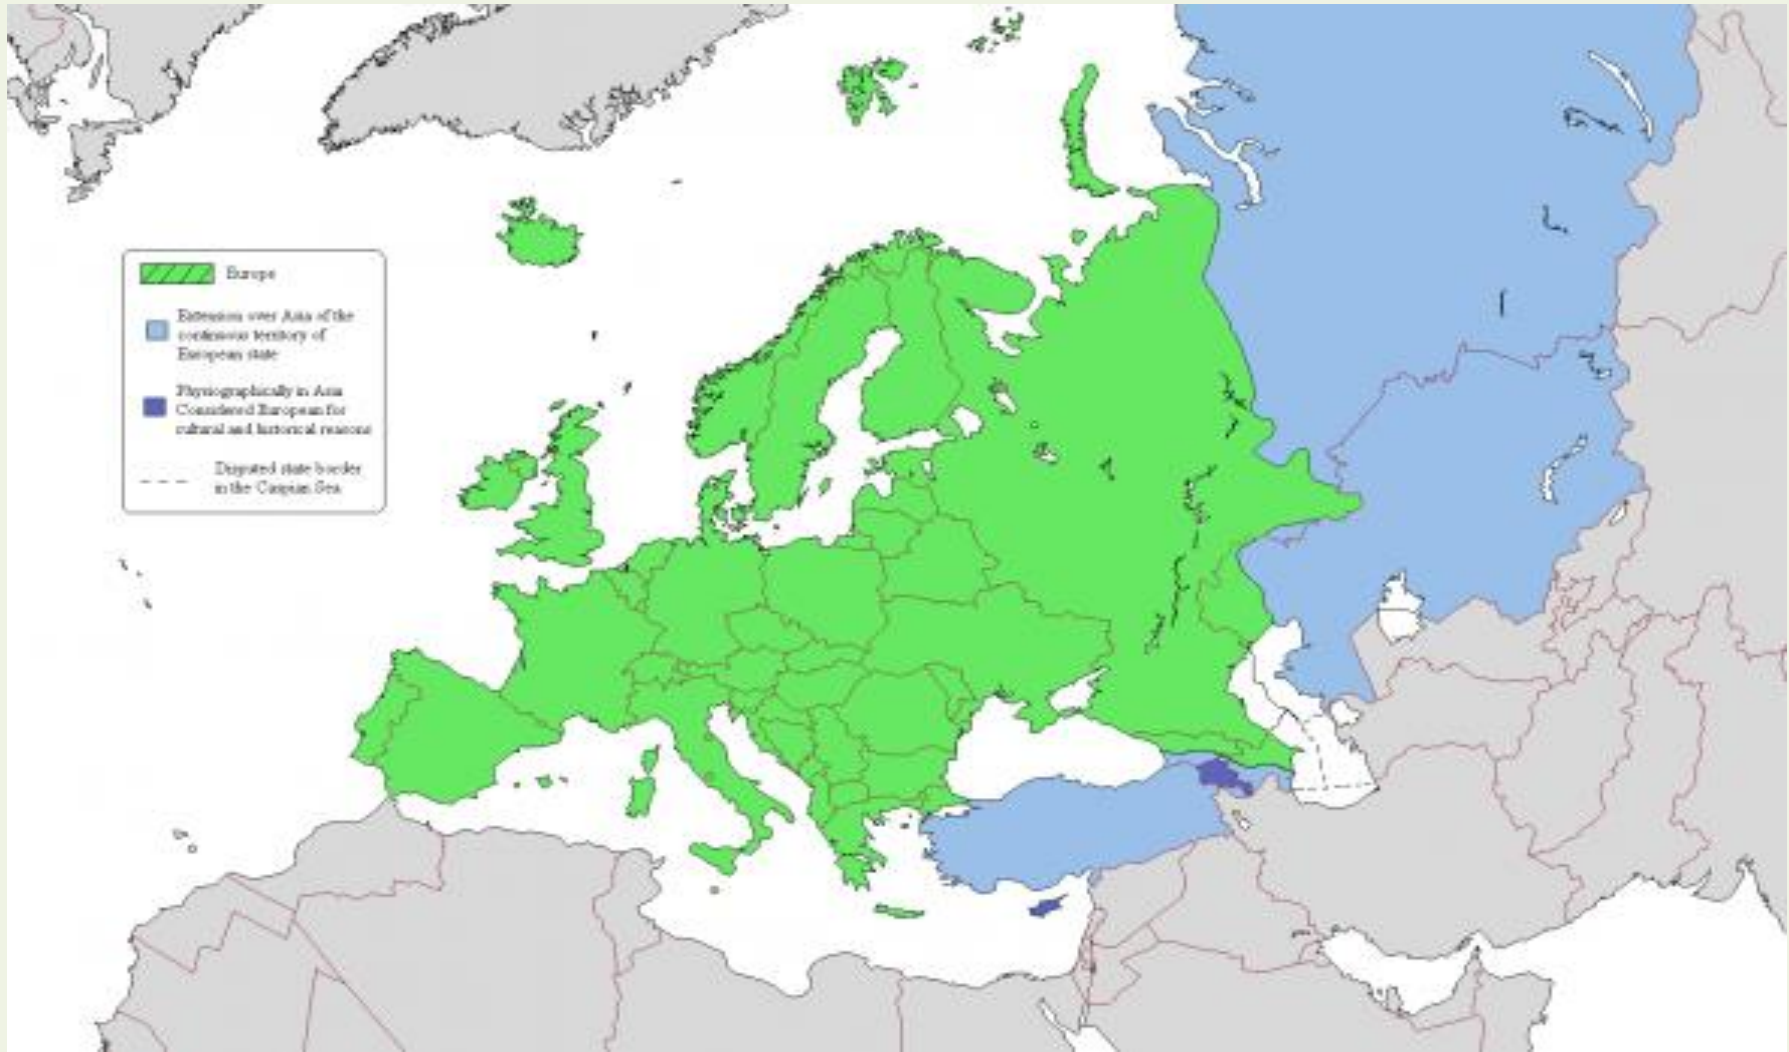 Europe
Extension over Asia of the
continuous territory of
European state
Physiographically in Asia
Considered European for
cultural and historical reasons
Disputed state border
in the Caspian Sea